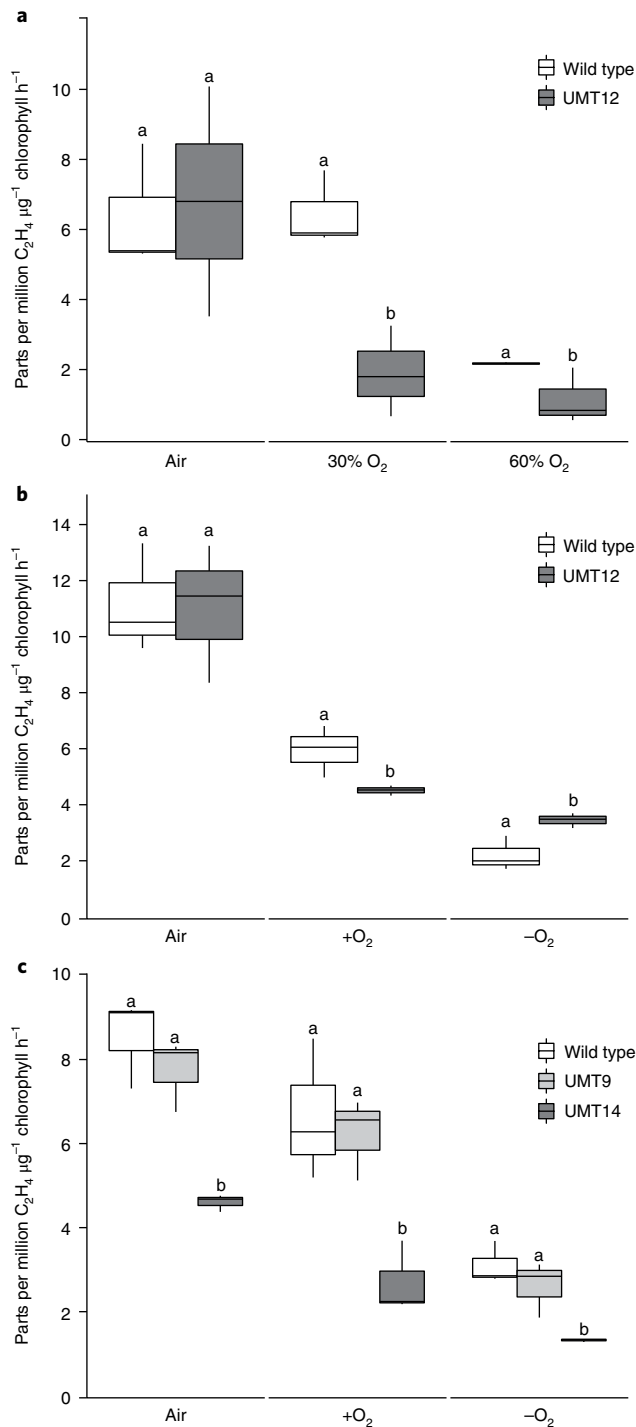 a
Parts per million C₂H₄ µg⁻¹ chlorophyll h⁻¹
10
8
6
4
2
0
a
a
a
b
a
b
Wild type
UMT12
Air
30% O₂
60% O₂
b
Parts per million C₂H₄ µg⁻¹ chlorophyll h⁻¹
14
12
10
8
6
4
2
0
a
a
a
b
a
b
Wild type
UMT12
Air
+O₂
–O₂
c
Parts per million C₂H₄ µg⁻¹ chlorophyll h⁻¹
10
8
6
4
2
0
a
a
b
a
a
b
a
a
b
Wild type
UMT9
UMT14
Air
+O₂
–O₂